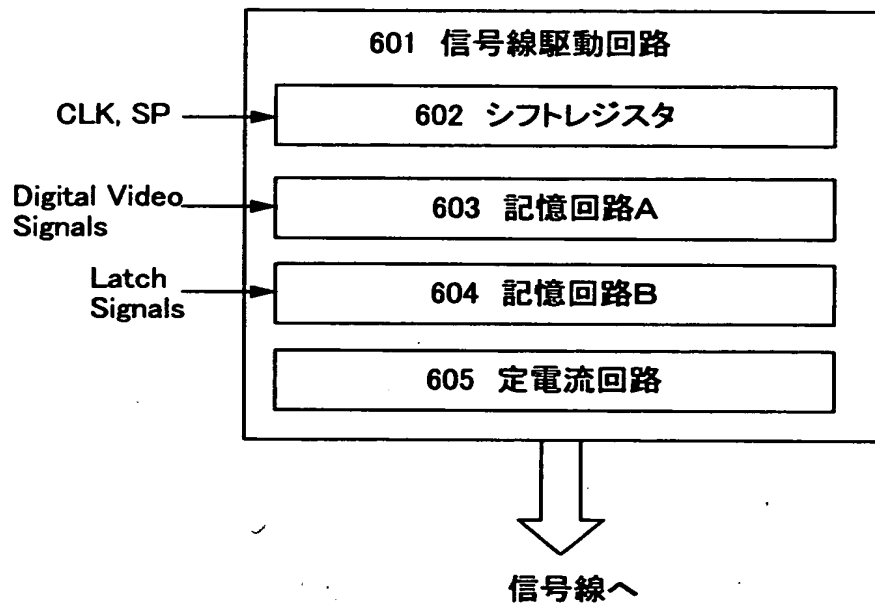 601 信号線駆動回路
CLK, SP
602 シフトレジスタ
Digital Video
Signals
603 記憶回路A
Latch
Signals
604 記憶回路B
605 定電流回路
信号線へ